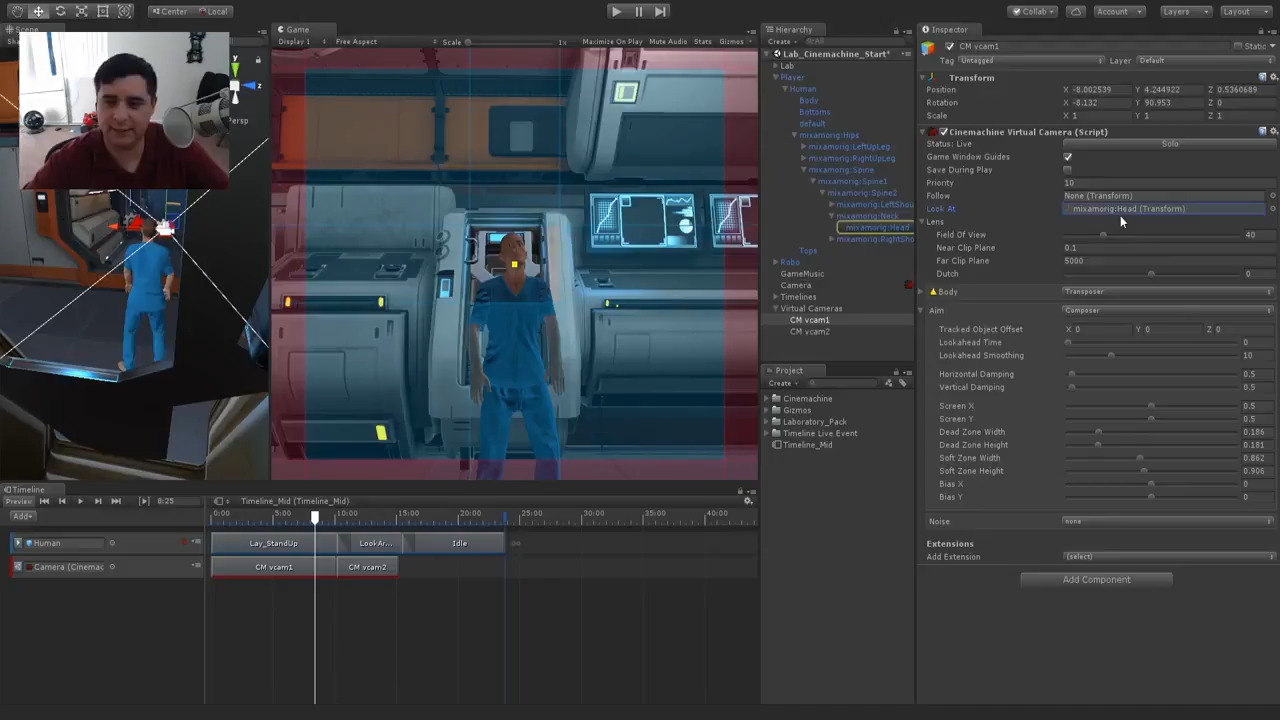 Center Local
Collab Account Layers Layout
Scene
Game
Hierarchy
Inspector
Display 1 Free Aspect Scale 1x Maximize On Play Mute Audio Stats Gizmos
Create
CM vcam1 Static
Tag Untagged Layer Default
Lab_Cinemachine_Start*
Lab
Player
Human
Body
Bottoms
default
mixamorig:Hips
mixamorig:LeftUpLeg
mixamorig:RightUpLeg
mixamorig:Spine
mixamorig:Spine1
mixamorig:Spine2
mixamorig:LeftShou
mixamorig:Neck
mixamorig:Head
mixamorig:RightSho
Tops
Robo
GameMusic
Camera
Timelines
Virtual Cameras
CM vcam1
CM vcam2
y
z
Persp
Transform
Position X -8.002539 Y 4.244922 Z 0.5360689
Rotation X -8.132 Y 90.953 Z 0
Scale X 1 Y 1 Z 1
Cinemachine Virtual Camera (Script)
Status: Live Solo
Game Window Guides
Save During Play
Priority 10
Follow None (Transform)
Look At mixamorig:Head (Transform)
Lens
Field Of View 40
Near Clip Plane 0.1
Far Clip Plane 5000
Dutch 0
Body Transposer
Aim Composer
Tracked Object Offset X 0 Y 0 Z 0
Lookahead Time 0
Lookahead Smoothing 10
Horizontal Damping 0.5
Vertical Damping 0.5
Screen X 0.5
Screen Y 0.5
Dead Zone Width 0.186
Dead Zone Height 0.181
Soft Zone Width 0.862
Soft Zone Height 0.906
Bias X 0
Bias Y 0
Noise none
Extensions
Add Extension (select)
Add Component
Project
Create
Cinemachine
Gizmos
Laboratory_Pack
Timeline Live Event
Timeline_Mid
Timeline
Preview 8:25 Timeline_Mid (Timeline_Mid)
Add
0:00 5:00 10:00 15:00 20:00 25:00 30:00 35:00 40:00
Human Lay_StandUp LookAr... Idle
Camera (Cinemac CM vcam1 CM vcam2